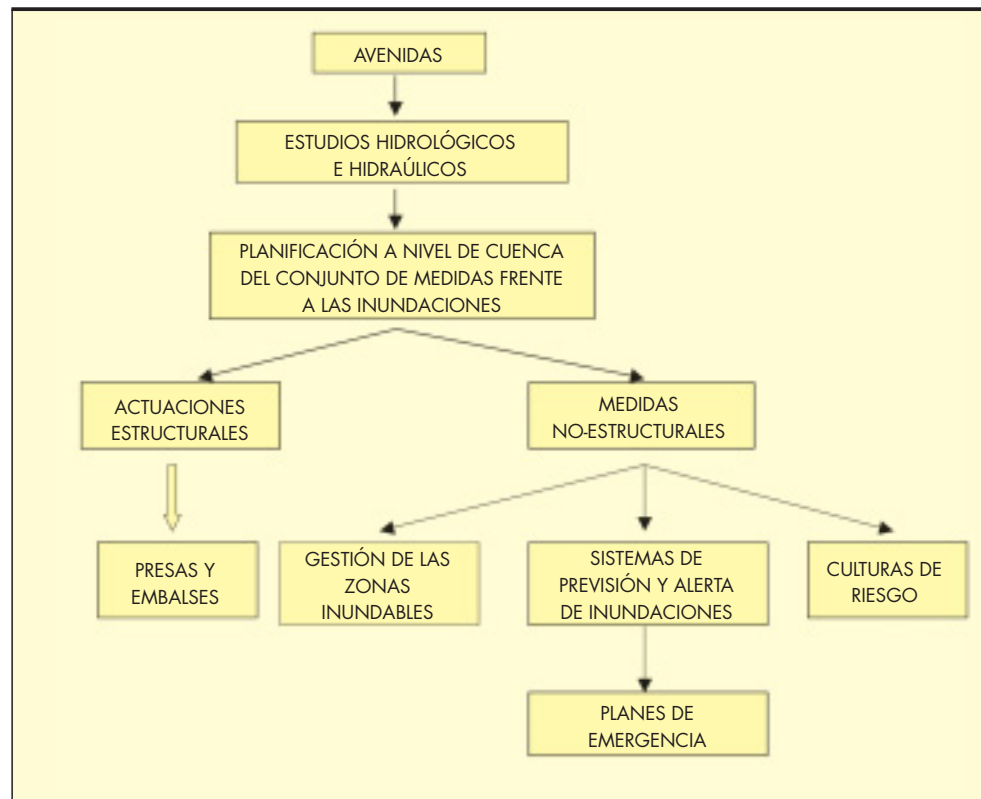 AVENIDAS
ESTUDIOS HIDROLÓGICOS
E HIDRAÚLICOS
PLANIFICACIÓN A NIVEL DE CUENCA
DEL CONJUNTO DE MEDIDAS FRENTE
A LAS INUNDACIONES
ACTUACIONES
ESTRUCTURALES
MEDIDAS
NO-ESTRUCTURALES
PRESAS Y
EMBALSES
GESTIÓN DE LAS
ZONAS
INUNDABLES
SISTEMAS DE
PREVISIÓN Y ALERTA
DE INUNDACIONES
CULTURAS DE
RIESGO
PLANES DE
EMERGENCIA